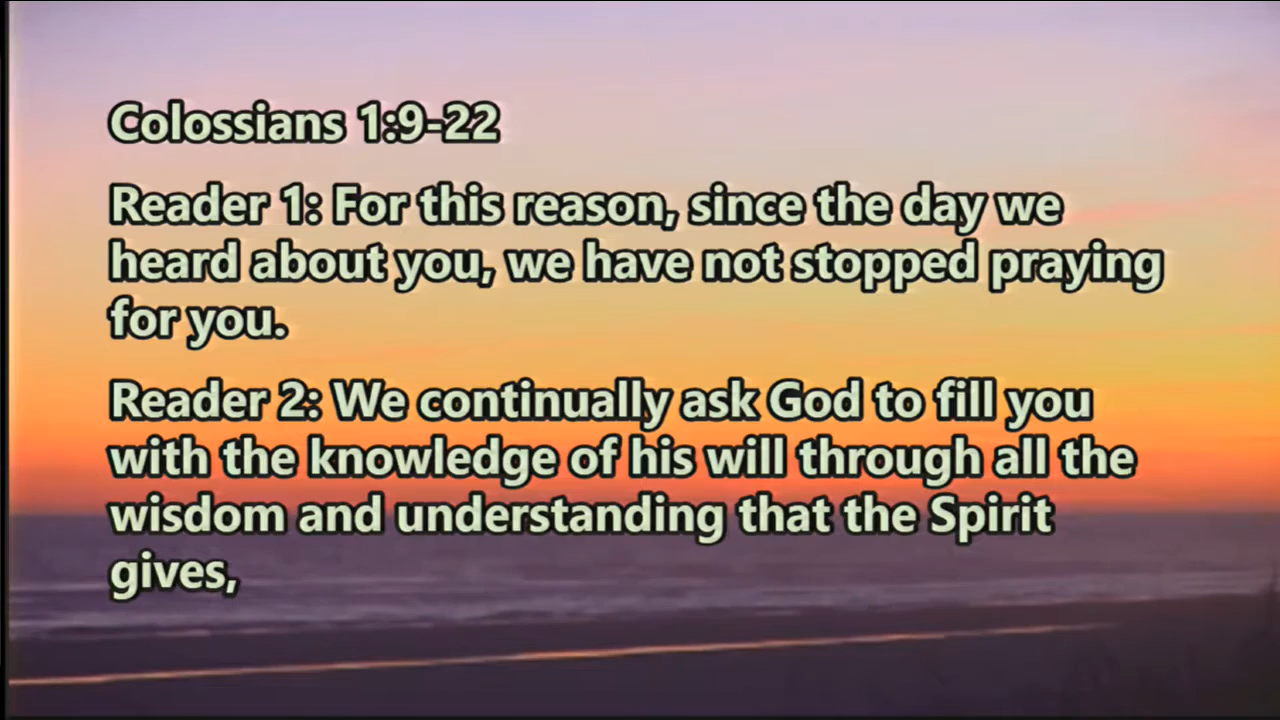 Colossians 1:9-22
Reader 1: For this reason, since the day we
heard about you, we have not stopped praying
for you.
Reader 2: We continually ask God to fill you
with the knowledge of his will through all the
wisdom and understanding that the Spirit
gives,